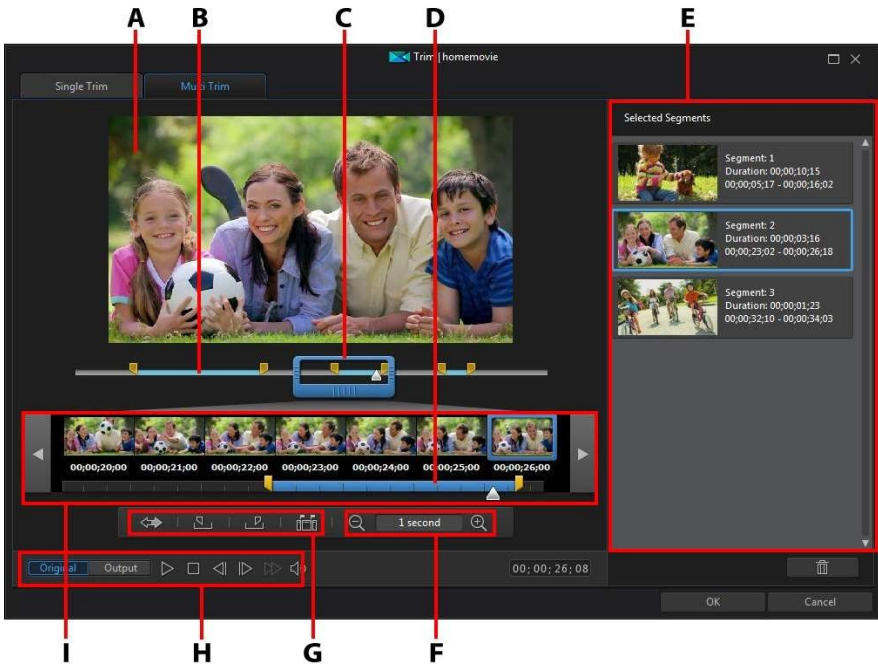 A B C D E
Trim | homemovie
Single Trim Multi Trim
Selected Segments
Segment: 1
Duration: 00;00;10;15
00;00;05;17 - 00;00;16;02
Segment: 2
Duration: 00;00;03;16
00;00;23;02 - 00;00;26;18
Segment: 3
Duration: 00;00;01;23
00;00;32;10 - 00;00;34;03
00;00;20;00 00;00;21;00 00;00;22;00 00;00;23;00 00;00;24;00 00;00;25;00 00;00;26;00
1 second
Original Output 00; 00; 26; 08
OK Cancel
I H G F